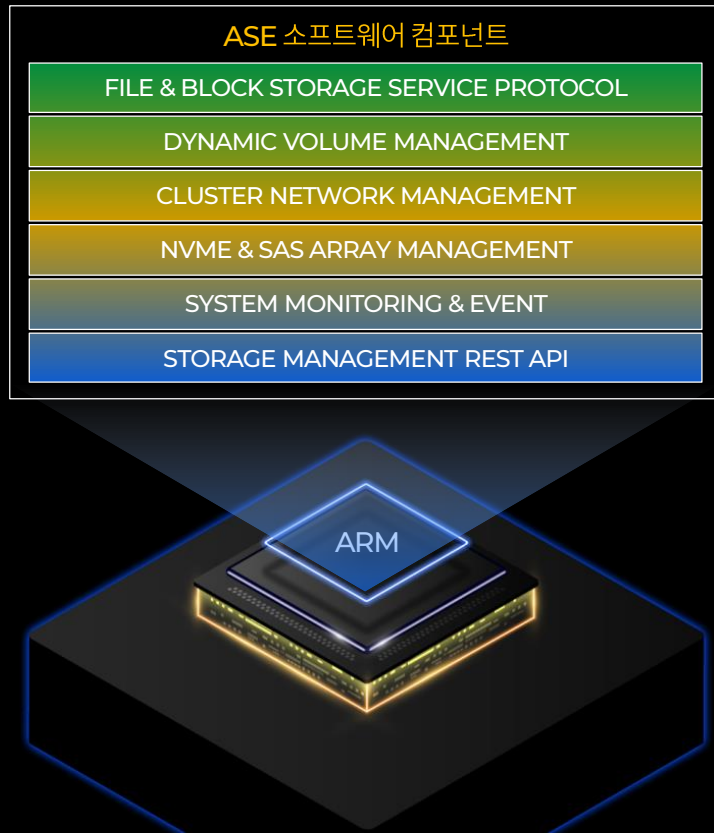 ASE 소프트웨어 컴포넌트
FILE & BLOCK STORAGE SERVICE PROTOCOL
DYNAMIC VOLUME MANAGEMENT
CLUSTER NETWORK MANAGEMENT
NVME & SAS ARRAY MANAGEMENT
SYSTEM MONITORING & EVENT
STORAGE MANAGEMENT REST API
ARM